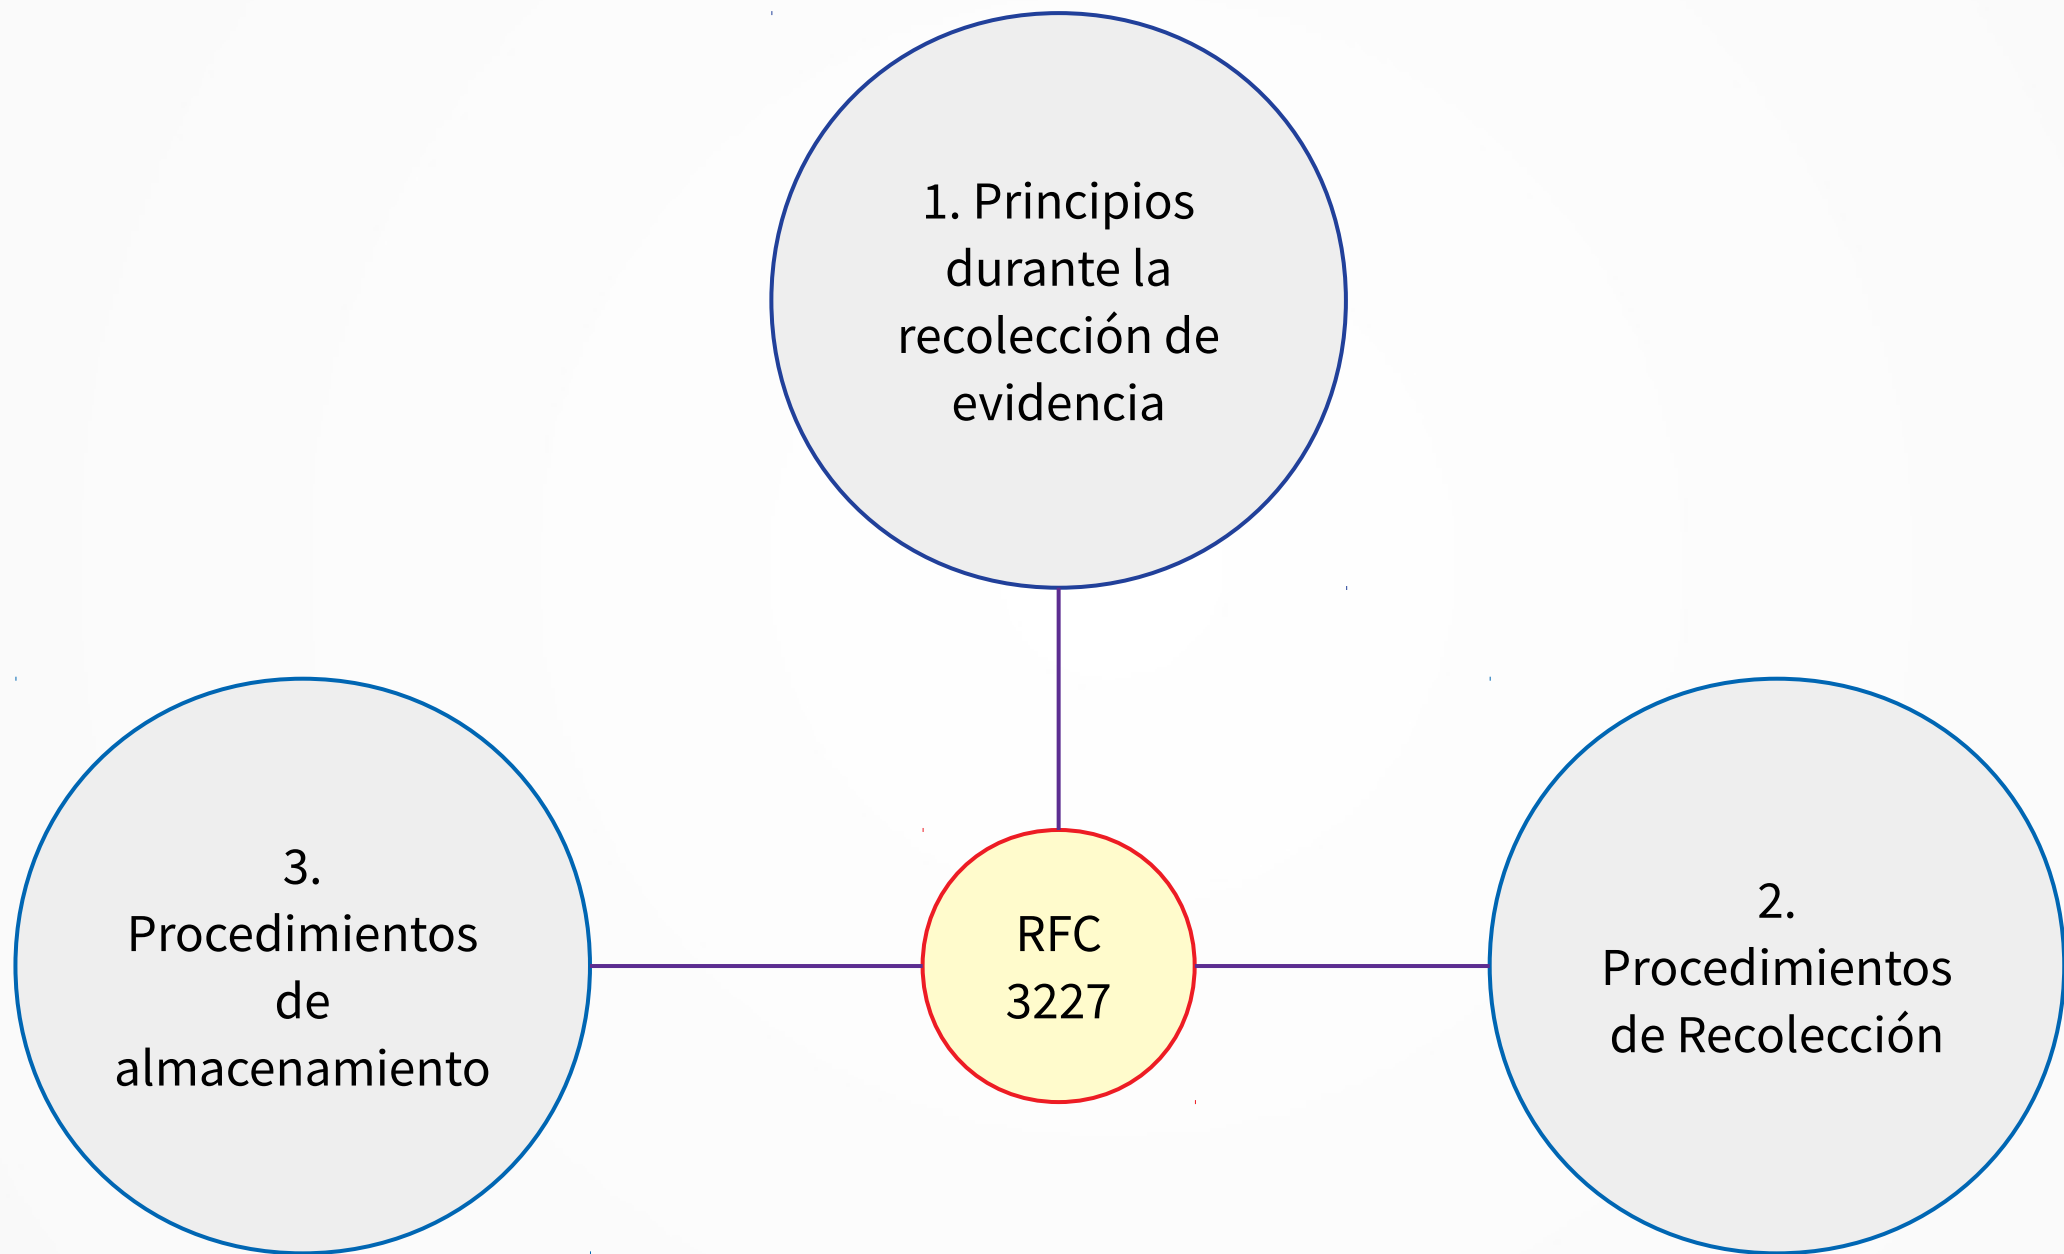 1. Principios
durante la
recolección de
evidencia
3.
Procedimientos
de
almacenamiento
RFC
3227
2.
Procedimientos
de Recolección